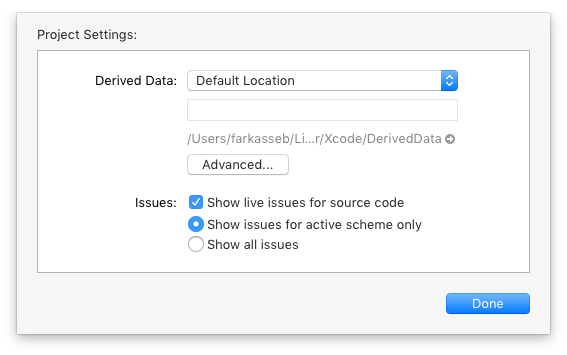 Project Settings:
Derived Data: Default Location
/Users/farkasseb/Li...r/Xcode/DerivedData
Advanced...
Issues: Show live issues for source code
Show issues for active scheme only
Show all issues
Done